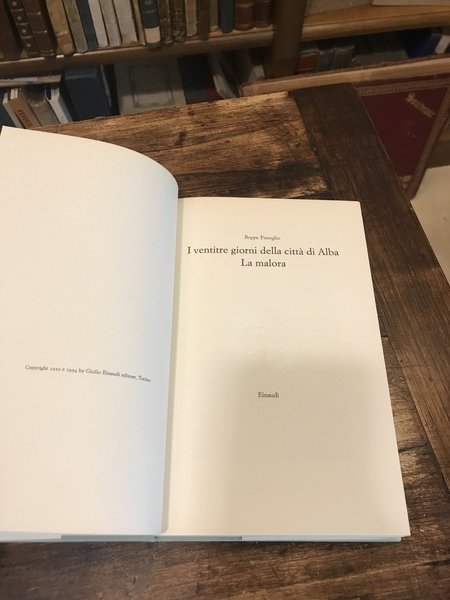 Copyright 1952 e 1954 by Giulio Einaudi editore, Torino
Beppe Fenoglio
I ventitre giorni della città di Alba
La malora
Einaudi